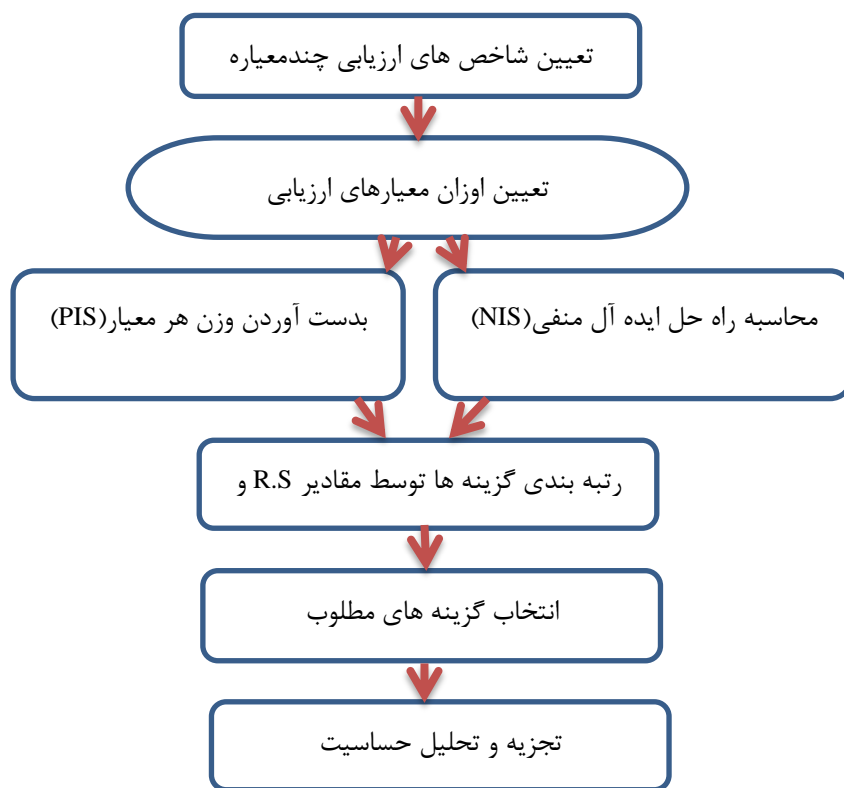 تعیین شاخص های ارزیابی چندمعیاره
تعیین اوزان معیارهای ارزیابی
محاسبه راه حل ایده آل منفی(NIS)
بدست آوردن وزن هر معیار(PIS)
رتبه بندی گزینه ها توسط مقادیر R.S و
انتخاب گزینه های مطلوب
تجزیه و تحلیل حساسیت